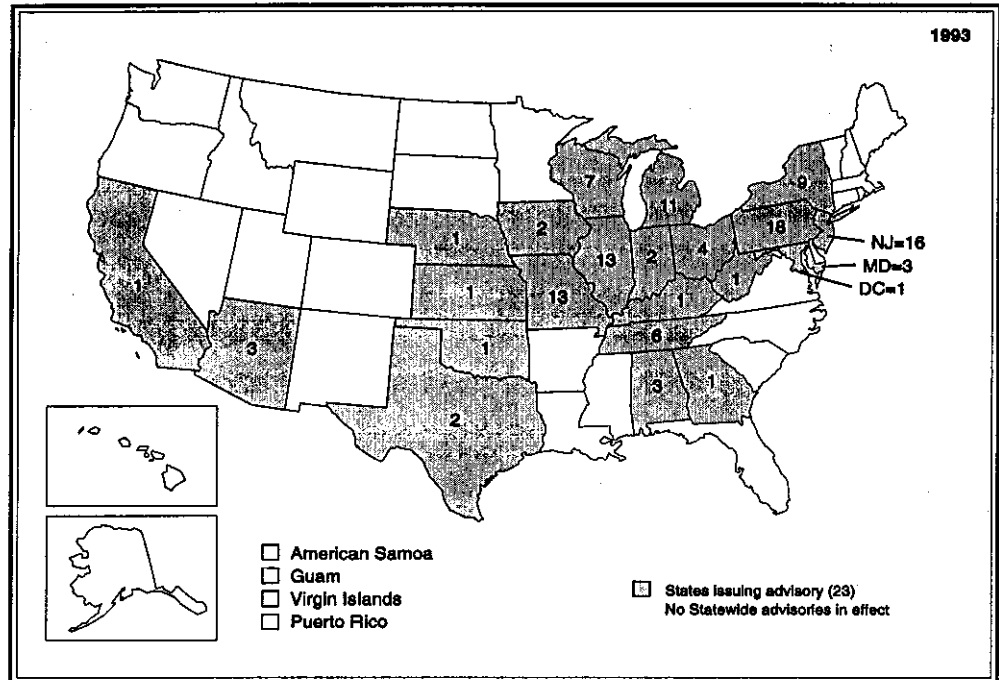 1993
7
11
9
18
NJ=16
MD=3
DC=1
1
2
13
2
4
1
1
1
13
1
3
1
6
2
3
1
American Samoa
Guam
Virgin Islands
Puerto Rico
States issuing advisory (23)
No Statewide advisories in effect